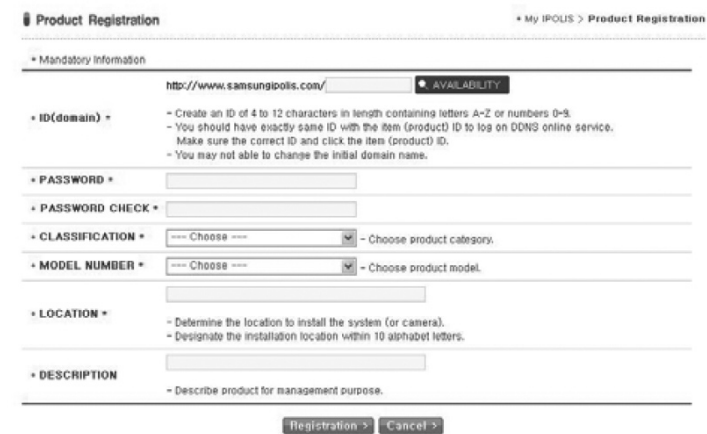 Product Registration
• My IPOLIS > Product Registration
• Mandatory Information
http://www.samsungipolis.com/ AVAILABILITY
• ID(domain) *
- Create an ID of 4 to 12 characters in length containing letters A-Z or numbers 0-9.
- You should have exactly same ID with the item (product) ID to log on DDNS online service.
Make sure the correct ID and click the item (product) ID.
- You may not able to change the initial domain name.
• PASSWORD *
• PASSWORD CHECK *
• CLASSIFICATION * --- Choose --- - Choose product category.
• MODEL NUMBER * --- Choose --- - Choose product model.
• LOCATION *
- Determine the location to install the system (or camera).
- Designate the installation location within 10 alphabet letters.
• DESCRIPTION
- Describe product for management purpose.
Registration > Cancel >